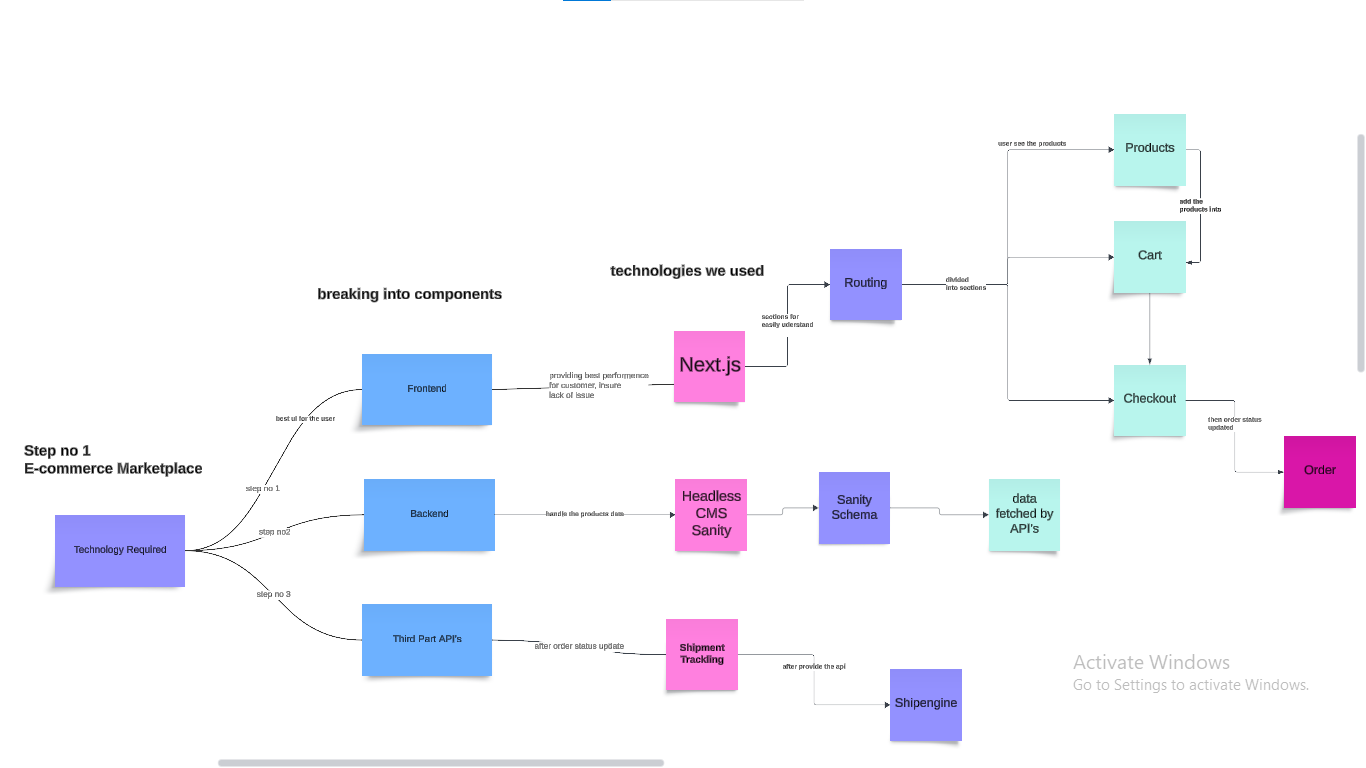 Step no 1
E-commerce Marketplace
Technology Required
breaking into components
best ui for the user
step no 1
step no2
step no 3
Frontend
Backend
Third Part API's
technologies we used
providing best performence
for customer, insure
lack of issue
handle the products data
after order status update
Next.js
Headless
CMS
Sanity
Shipment
Trackling
sections for
easily uderstand
after provide the api
Routing
Sanity
Schema
Shipengine
divided
into sections
user see the products
data
fetched by
API's
Products
add the
products into
Cart
Checkout
then order status
updated
Order
Activate Windows
Go to Settings to activate Windows.